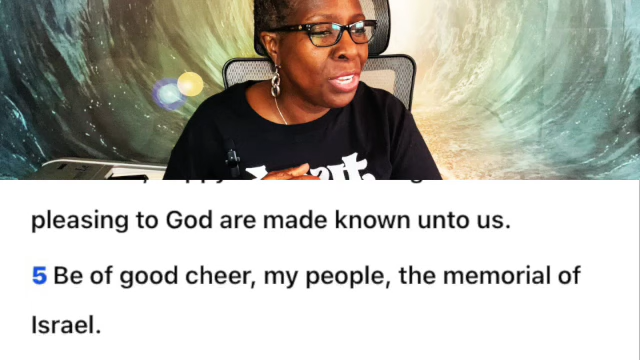 pleasing to God are made known unto us.
5 Be of good cheer, my people, the memorial of
Israel.